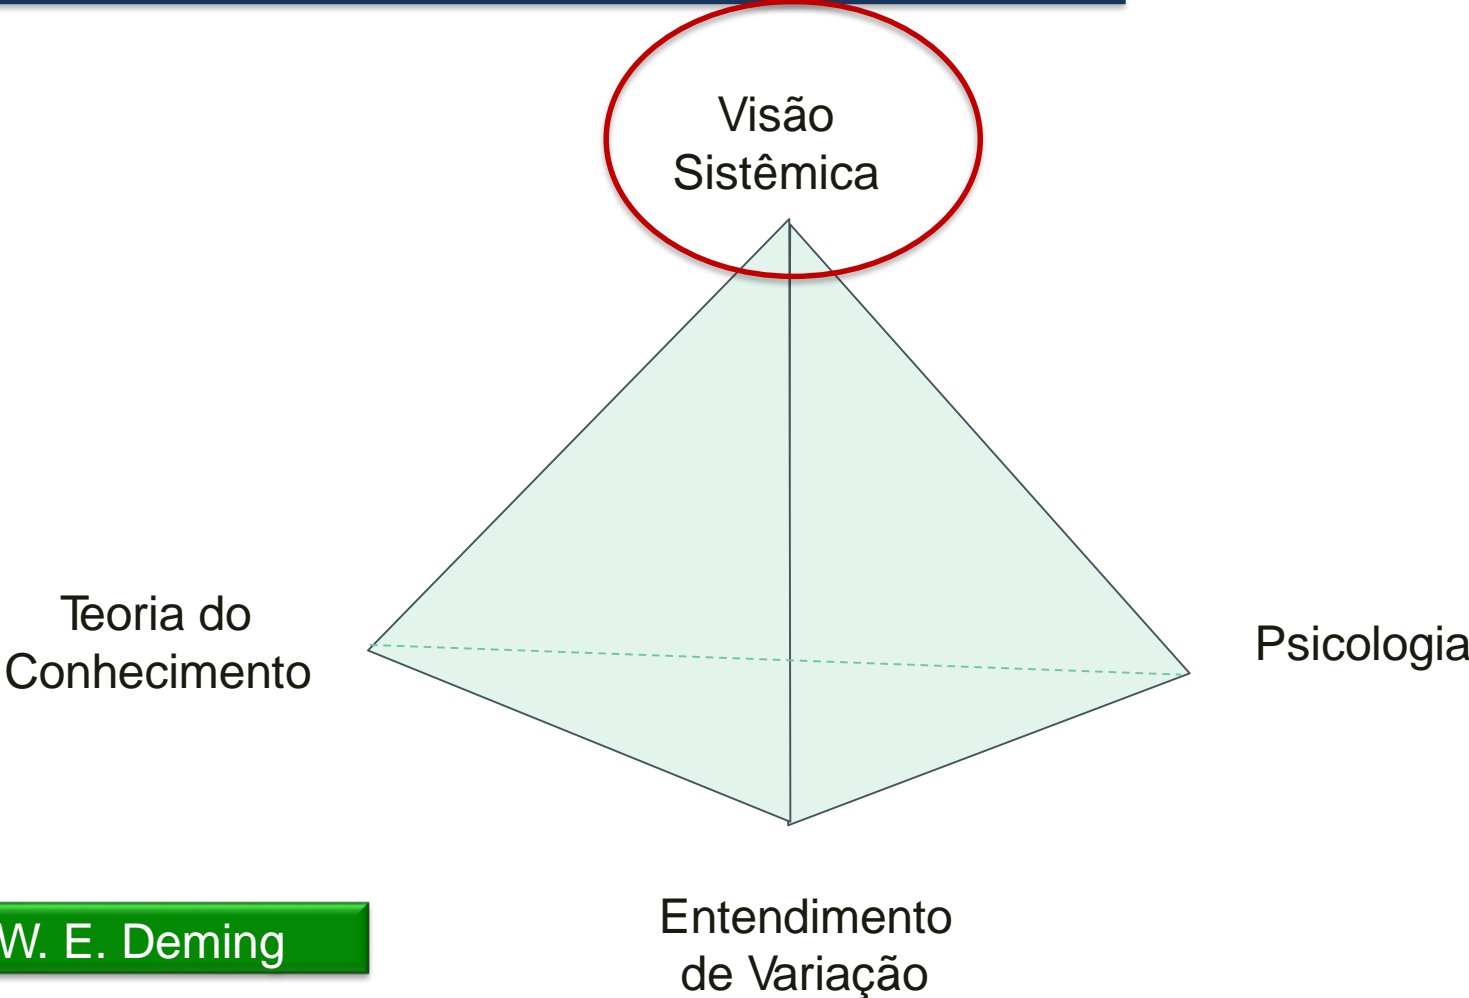 Visão
Sistêmica
Teoria do
Conhecimento
Psicologia
Entendimento
de Variação
W. E. Deming